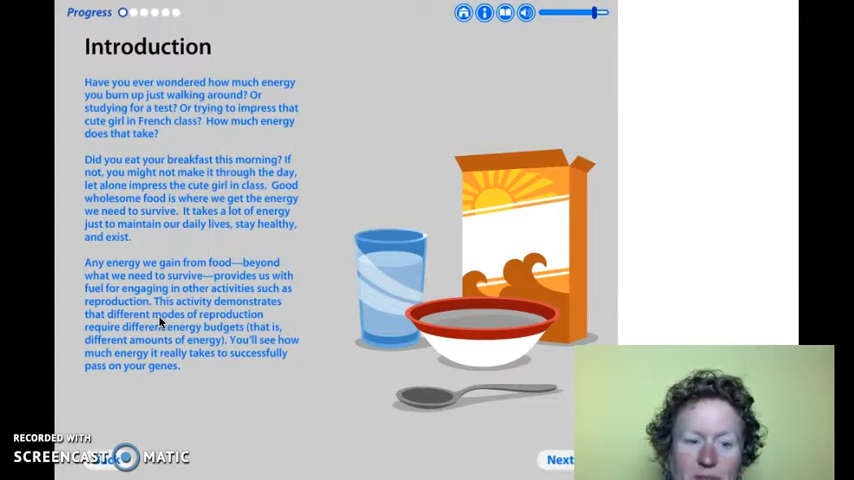 Progress
Introduction
Have you ever wondered how much energy
you burn up just walking around? Or
studying for a test? Or trying to impress that
cute girl in French class? How much energy
does that take?
Did you eat your breakfast this morning? If
not, you might not make it through the day,
let alone impress the cute girl in class. Good
wholesome food is where we get the energy
we need to survive. It takes a lot of energy
just to maintain our daily lives, stay healthy,
and exist.
Any energy we gain from food—beyond
what we need to survive—provides us with
fuel for engaging in other activities such as
reproduction. This activity demonstrates
that different modes of reproduction
require different energy budgets (that is,
different amounts of energy). You'll see how
much energy it really takes to successfully
pass on your genes.
RECORDED WITH
SCREENCAST MATIC
Next